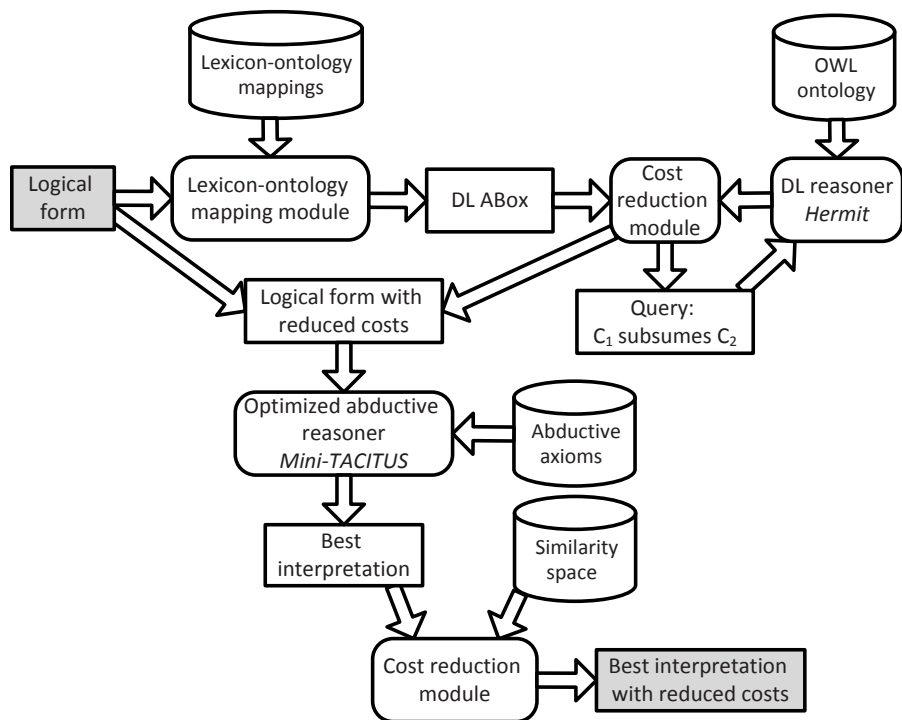 Lexicon-ontology
mappings
OWL
ontology
Logical
form
Lexicon-ontology
mapping module
DL ABox
Cost
reduction
module
DL reasoner
Hermit
Logical form with
reduced costs
Query:
C₁ subsumes C₂
Optimized abductive
reasoner
Mini-TACITUS
Abductive
axioms
Best
interpretation
Similarity
space
Cost reduction
module
Best interpretation
with reduced costs